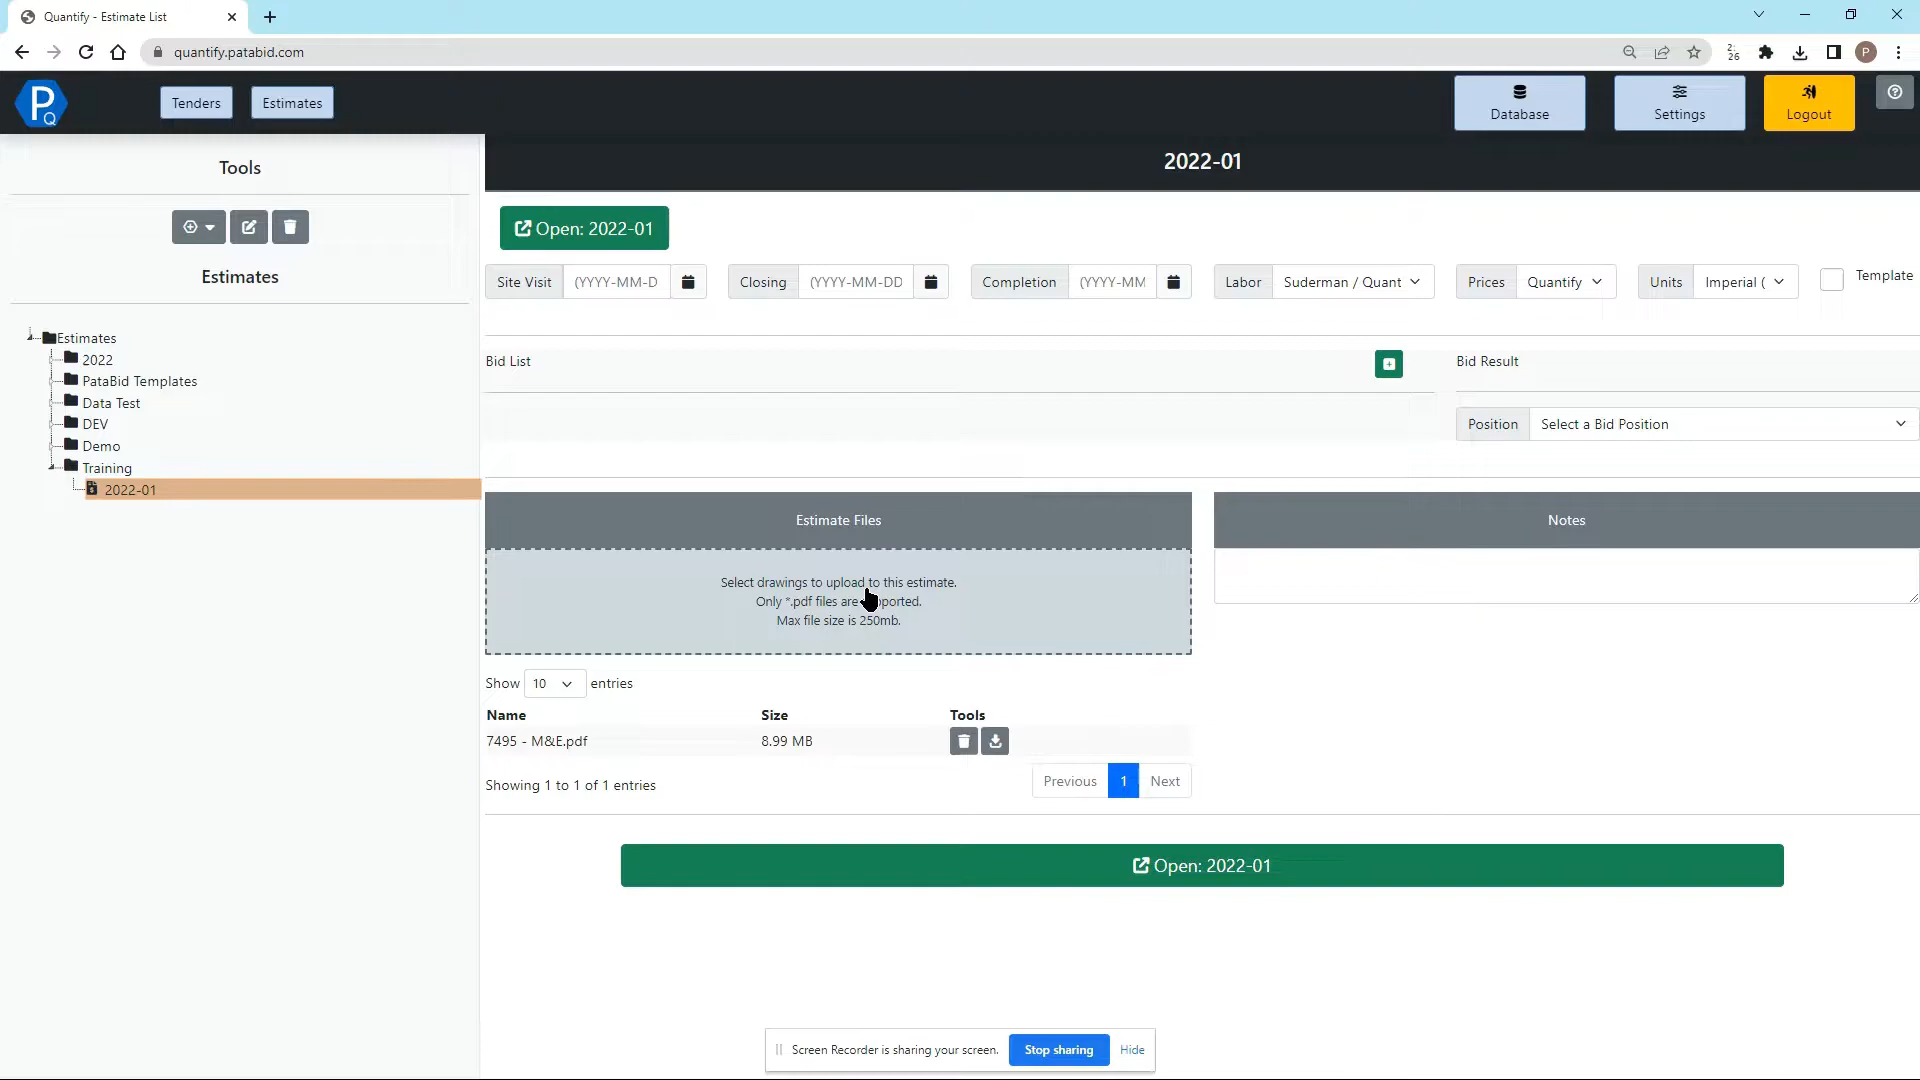 Quantify - Estimate List
quantify.patabid.com
2:
26
P
P
Q
Tenders
Estimates
Database
Settings
Logout
Tools
Estimates
Estimates
2022
PataBid Templates
Data Test
DEV
Demo
Training
2022-01
2022-01
Open: 2022-01
Site Visit (YYYY-MM-D
Closing (YYYY-MM-DD
Completion (YYYY-MM
Labor Suderman / Quant
Prices Quantify
Units Imperial (
Template
Bid List
Bid Result
Position Select a Bid Position
Estimate Files
Select drawings to upload to this estimate.
Only *.pdf files are ported.
Max file size is 250mb.
Notes
Show 10 entries
Name Size Tools
7495 - M&E.pdf 8.99 MB
Showing 1 to 1 of 1 entries
Previous 1 Next
Open: 2022-01
Screen Recorder is sharing your screen. Stop sharing Hide